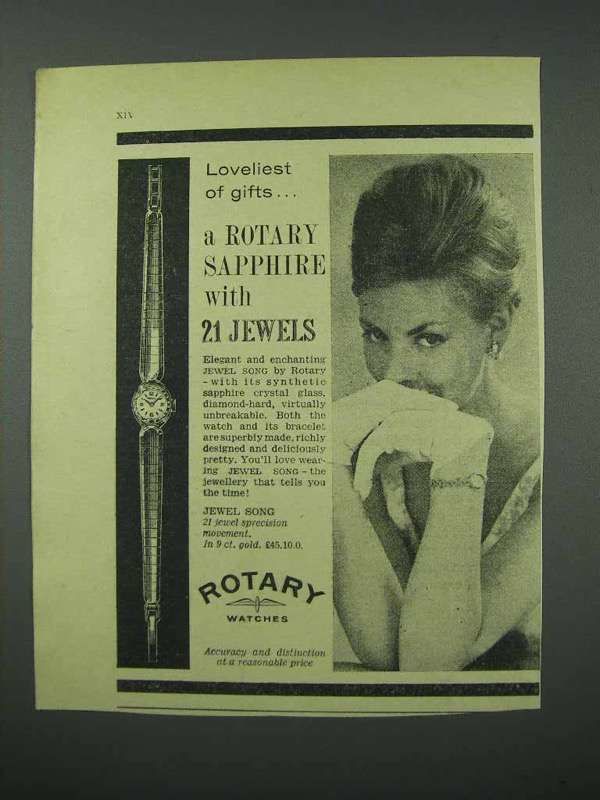 XIV
Loveliest
of gifts...
a ROTARY
SAPPHIRE
with
21 JEWELS
Elegant and enchanting
JEWEL SONG by Rotary
– with its synthetic
sapphire crystal glass,
diamond-hard, virtually
unbreakable. Both the
watch and its bracelet
are superbly made, richly
designed and deliciously
pretty. You'll love wear-
ing JEWEL SONG – the
jewellery that tells you
the time!
JEWEL SONG
21 jewel sprecision
movement.
In 9 ct. gold. £45.10.0.
ROTARY
WATCHES
Accuracy and distinction
at a reasonable price